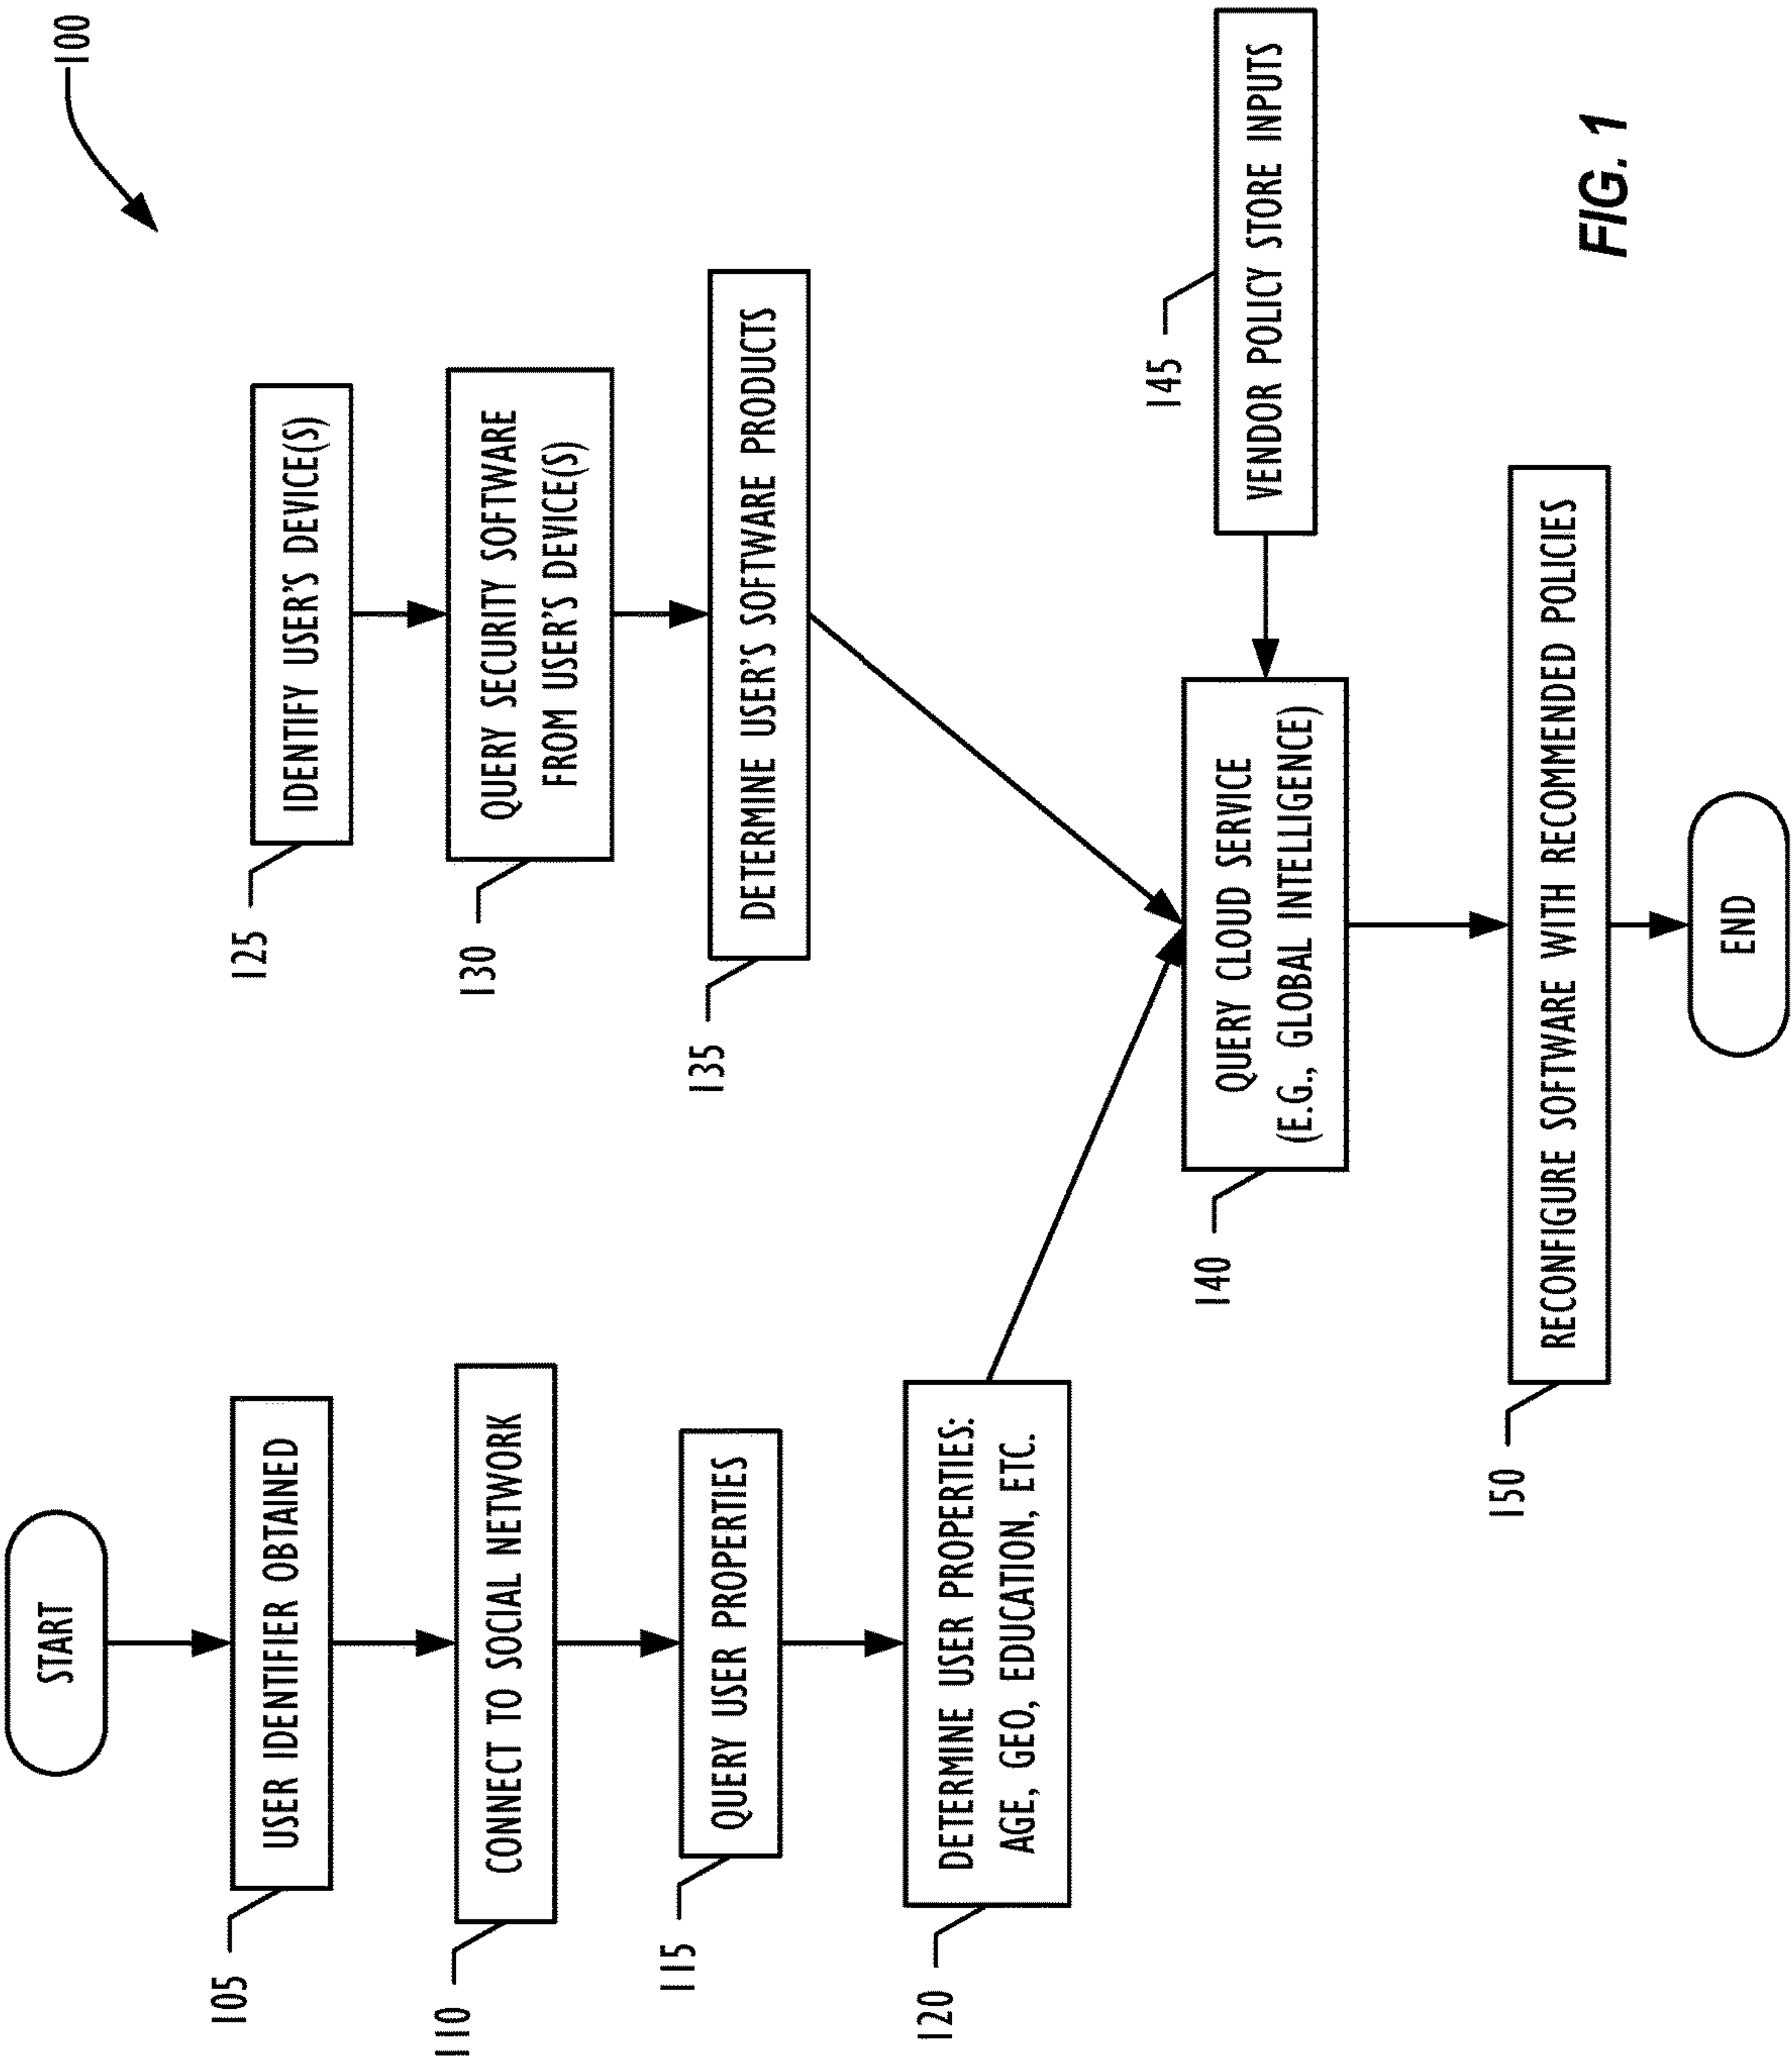 100
START
105
USER IDENTIFIER OBTAINED
110
CONNECT TO SOCIAL NETWORK
115
QUERY USER PROPERTIES
120
DETERMINE USER PROPERTIES:
AGE, GEO, EDUCATION, ETC.
125
IDENTIFY USER'S DEVICE(S)
130
QUERY SECURITY SOFTWARE
FROM USER'S DEVICE(S)
135
DETERMINE USER'S SOFTWARE PRODUCTS
140
QUERY CLOUD SERVICE
(E.G., GLOBAL INTELLIGENCE)
145
VENDOR POLICY STORE INPUTS
150
RECONFIGURE SOFTWARE WITH RECOMMENDED POLICIES
END
FIG. 1